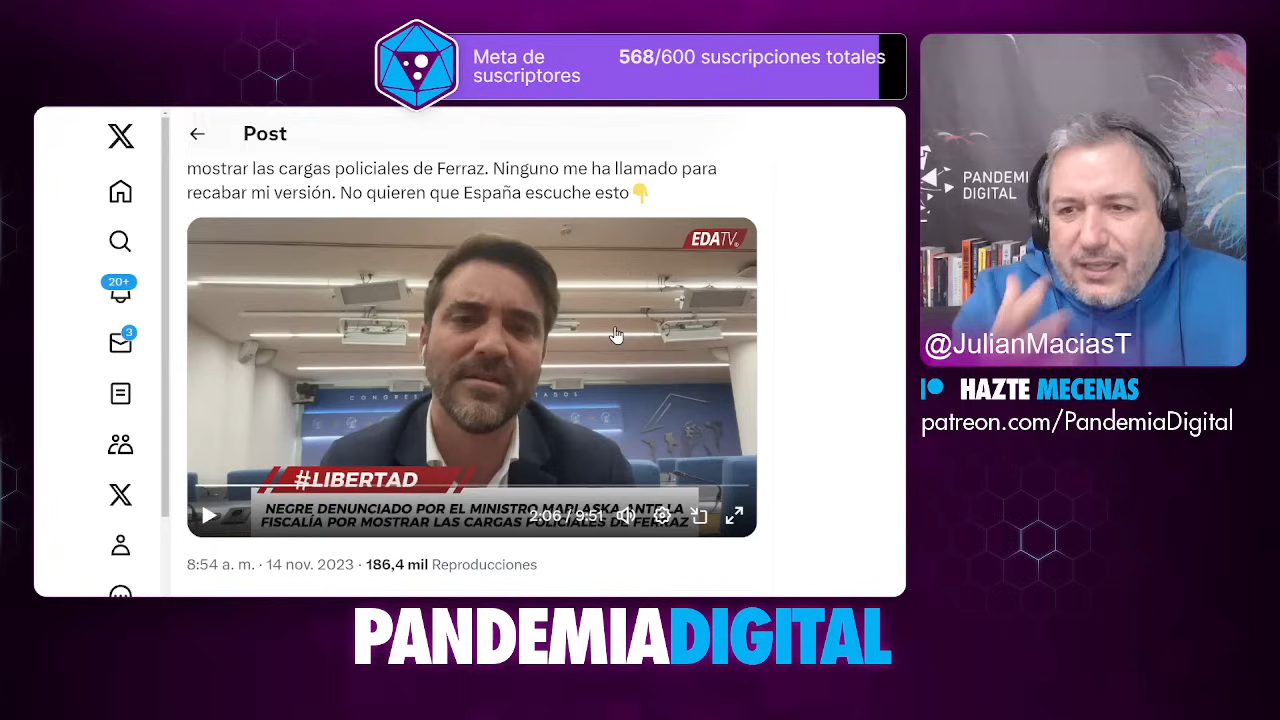 Meta de
suscriptores
568/600 suscripciones totales
Post
mostrar las cargas policiales de Ferraz. Ninguno me ha llamado para
recabar mi versión. No quieren que España escuche esto
EDATV
#LIBERTAD
NEGRE DENUNCIADO POR EL MINISTRO MARLASKA ANTE LA
FISCALÍA POR MOSTRAR LAS CARGAS POLICIALES DE FERRAZ
2:06 / 9:51
8:54 a. m. · 14 nov. 2023 · 186,4 mil Reproducciones
20+
3
PANDEMI
DIGITAL
@JulianMaciasT
HAZTE MECENAS
patreon.com/PandemiaDigital
PANDEMIADIGITAL